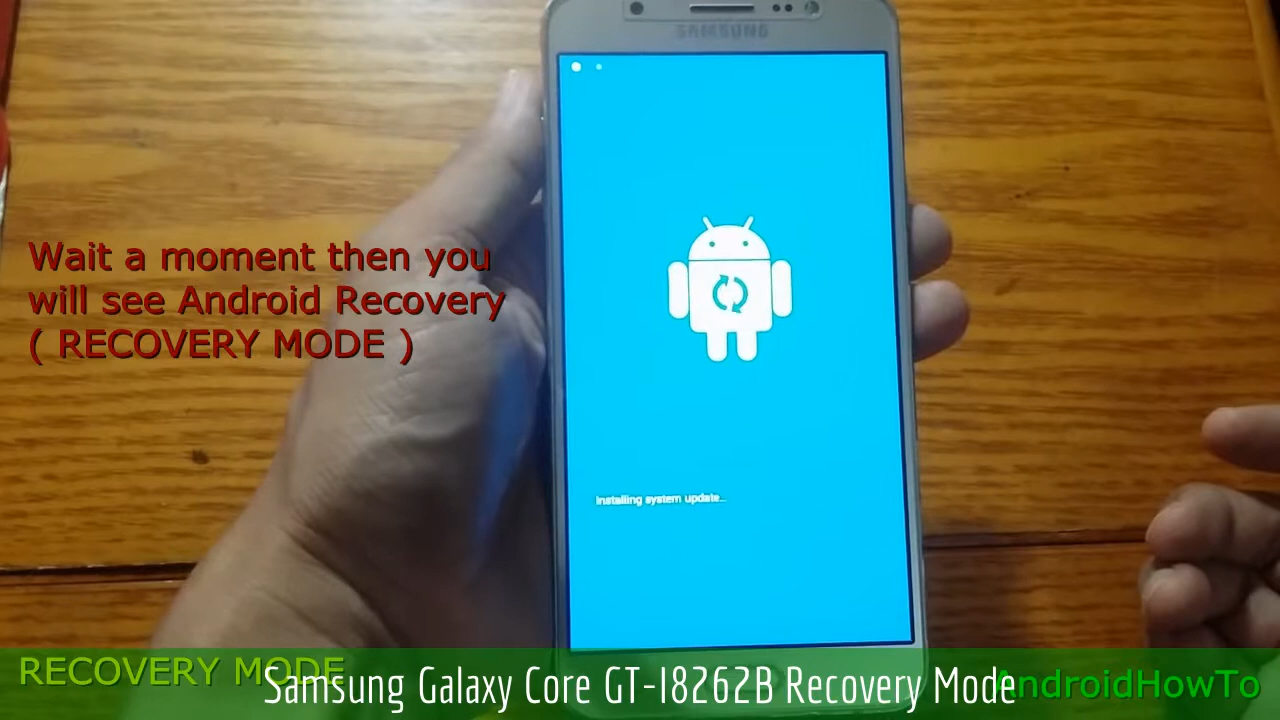 SAMSUNG
Wait a moment then you
will see Android Recovery
( RECOVERY MODE )
Installing system update...
RECOVERY MODE
Samsung Galaxy Core GT-I8262B Recovery Mode
AndroidHowTo